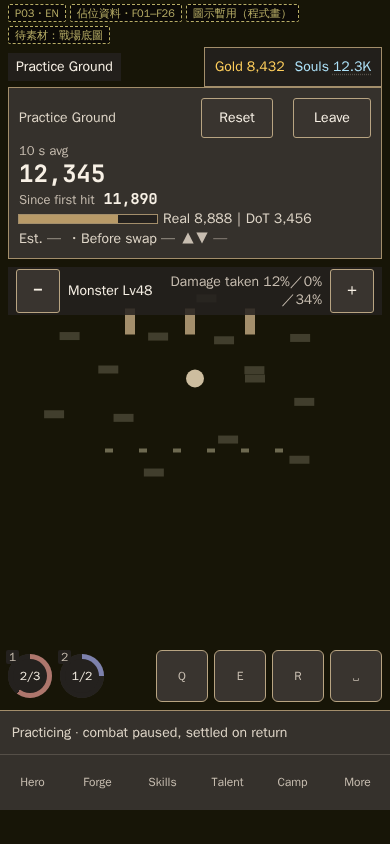 P03・EN
佔位資料・F01–F26
圖示暫用（程式畫）
待素材：戰場底圖
Practice Ground
Gold 8,432 Souls 12.3K
Practice Ground
Reset
Leave
10 s avg
12,345
Since first hit 11,890
Real 8,888 | DoT 3,456
Est. — ・Before swap — ▲▼ —
−
Monster Lv48
Damage taken 12%／0%
／34%
+
1
2/3
2
1/2
Q
E
R
␣
Practicing · combat paused, settled on return
Hero
Forge
Skills
Talent
Camp
More